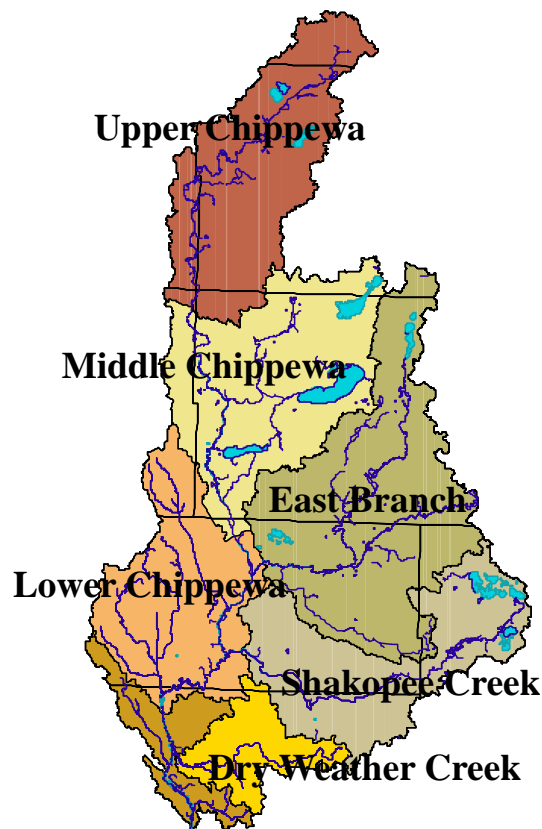 Upper Chippewa
Middle Chippewa
East Branch
Lower Chippewa
Shakopee Creek
Dry Weather Creek